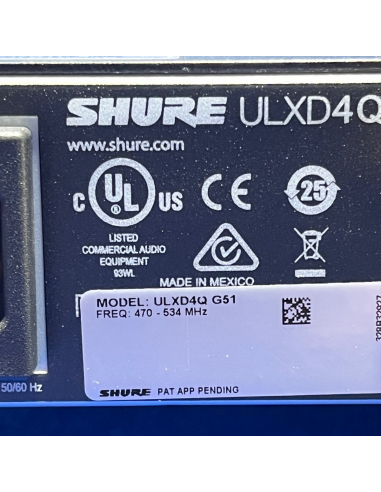 SHURE ULXD4Q
www.shure.com
C UL US CE 25
®
LISTED
COMMERCIAL AUDIO
EQUIPMENT
93WL
MADE IN MEXICO
MODEL: ULXD4Q G51
FREQ: 470 - 534 MHz
SHURE PAT APP PENDING
50/60 Hz